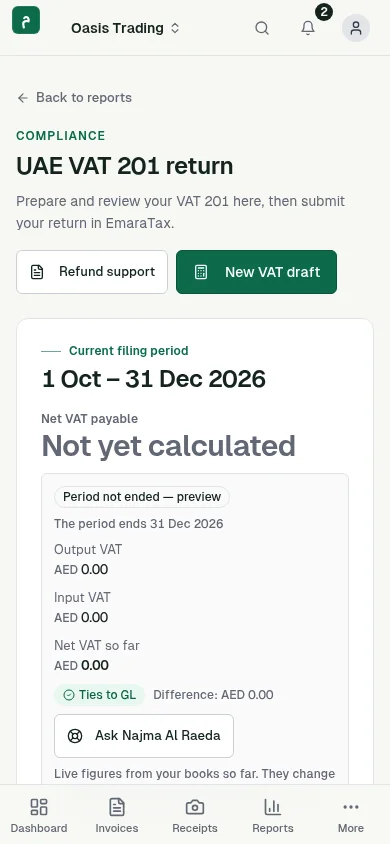 م
Oasis Trading
2
Back to reports
COMPLIANCE
UAE VAT 201 return
Prepare and review your VAT 201 here, then submit
your return in EmaraTax.
Refund support
New VAT draft
Current filing period
1 Oct – 31 Dec 2026
Net VAT payable
Not yet calculated
Period not ended — preview
The period ends 31 Dec 2026
Output VAT
AED 0.00
Input VAT
AED 0.00
Net VAT so far
AED 0.00
Ties to GL Difference: AED 0.00
Ask Najma Al Raeda
Live figures from your books so far. They change
Dashboard Invoices Receipts Reports More